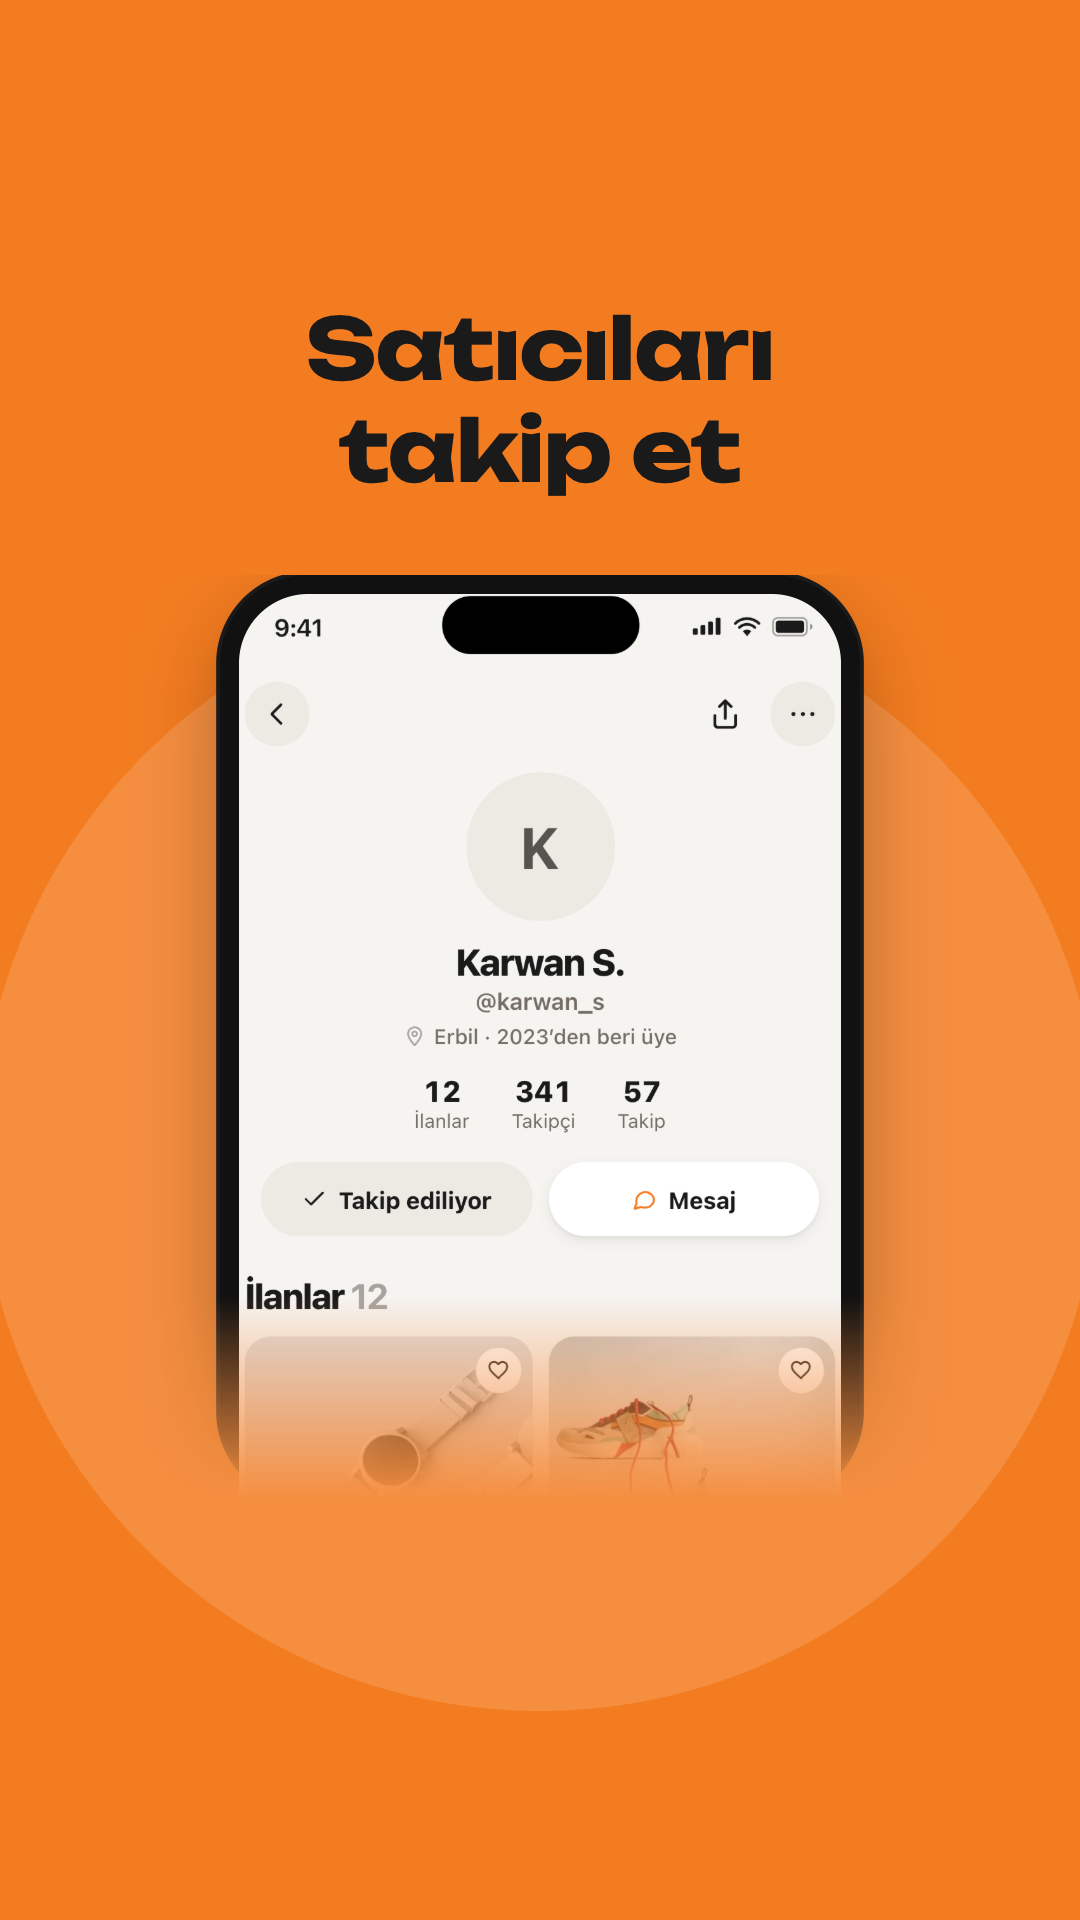 Satıcıları
takip et
9:41
K
Karwan S.
@karwan_s
Erbil · 2023’den beri üye
12 341 57
İlanlar Takipçi Takip
Takip ediliyor Mesaj
İlanlar 12